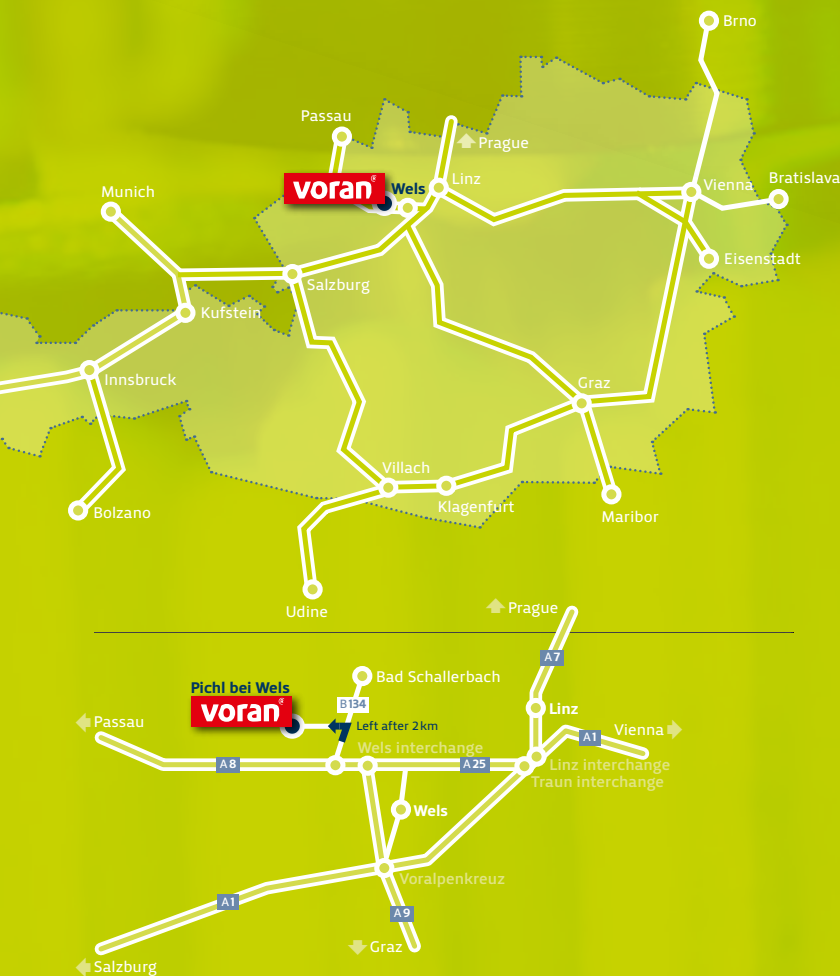 Brno
Passau
Prague
voran®
Wels
Linz
Vienna
Bratislava
Munich
Eisenstadt
Salzburg
Kufstein
Innsbruck
Graz
Villach
Klagenfurt
Bolzano
Maribor
Udine
Prague
A7
Bad Schallerbach
Pichl bei Wels
voran®
B134
Linz
Passau
Left after 2 km
Vienna
A1
Wels interchange
A8
A25
Linz interchange
Traun interchange
Wels
Voralpenkreuz
A1
A9
Graz
Salzburg